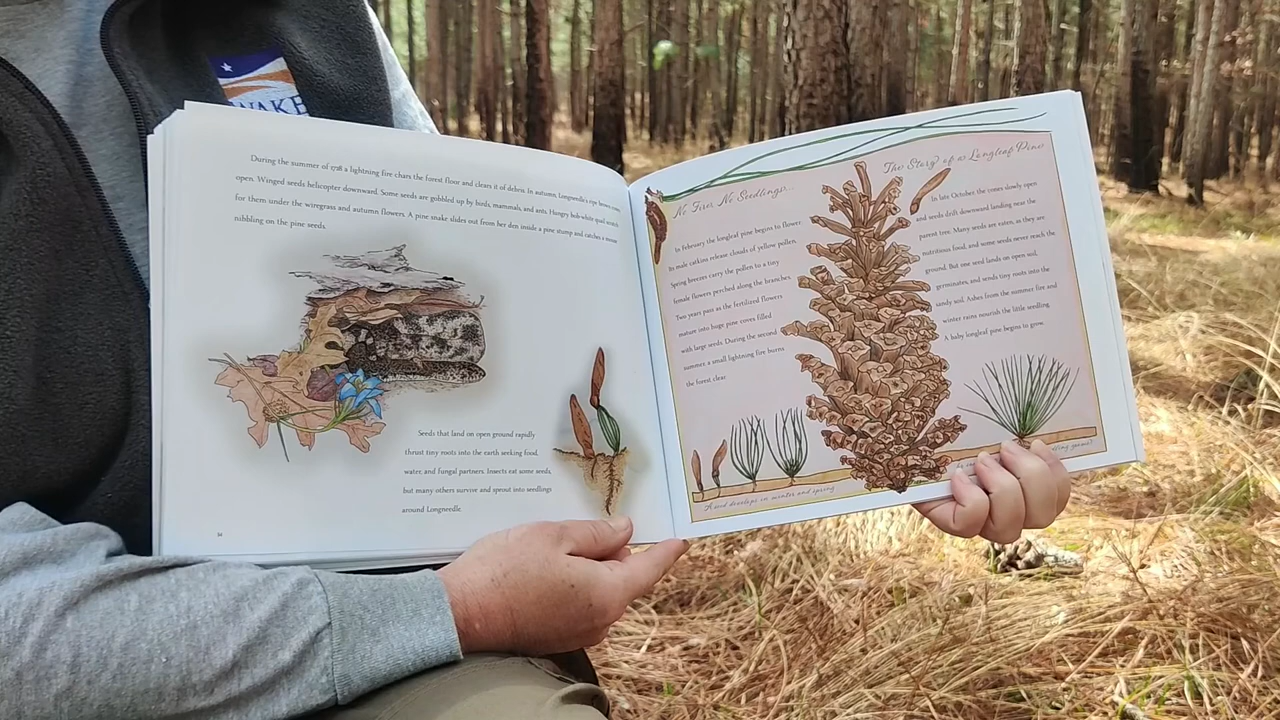 WAKE
During the summer of 1726 a lightning fire chars the forest floor and clears it of debris. In autumn, Longneedle's ripe brown cones
open. Winged seeds helicopter downward. Some seeds are gobbled up by birds, mammals, and ants. Hungry bob-white quail scratch
for them under the wiregrass and autumn flowers. A pine snake slides out from her den inside a pine stump and catches a mouse
nibbling on the pine seeds.
Seeds that land on open ground rapidly
thrust tiny roots into the earth seeking food,
water, and fungal partners. Insects eat some seeds,
but many others survive and sprout into seedlings
around Longneedle.
No Fire, No Seedlings...
The Story of a Longleaf Pine
In February the longleaf pine begins to flower.
Its male catkins release clouds of yellow pollen.
Spring breezes carry the pollen to a tiny
female flowers perched along the branches.
Two years pass as the fertilized flowers
mature into huge pine cones filled
with large seeds. During the second
summer, a small lightning fire burns
the forest clear.
In late October the cones slowly open
and seeds drift downward landing near the
parent tree. Many seeds are eaten, as they are
nutritious food, and some seeds never reach the
ground. But one seed lands on open soil,
germinates, and sends tiny roots into the
sandy soil. Ashes from the summer fire and
winter rains nourish the little seedling.
A baby longleaf pine begins to grow.
A seed develops in winter and spring